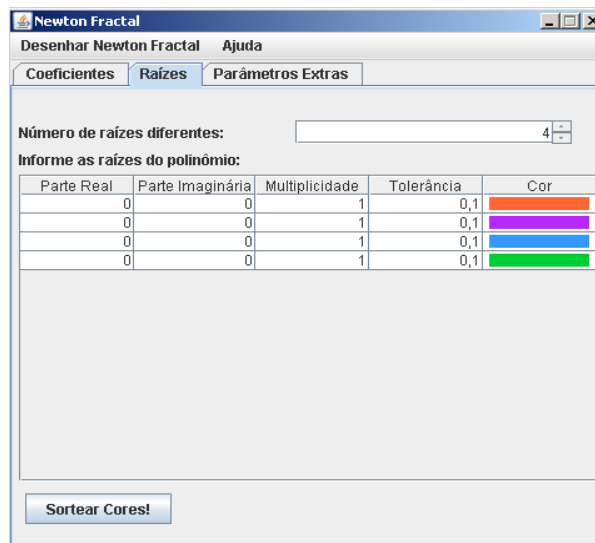 Newton Fractal
Desenhar Newton Fractal Ajuda
Coeficientes Raízes Parâmetros Extras
Número de raízes diferentes: 4
Informe as raízes do polinômio:
Parte Real Parte Imaginária Multiplicidade Tolerância Cor
0 0 1 0,1
0 0 1 0,1
0 0 1 0,1
0 0 1 0,1
Sortear Cores!